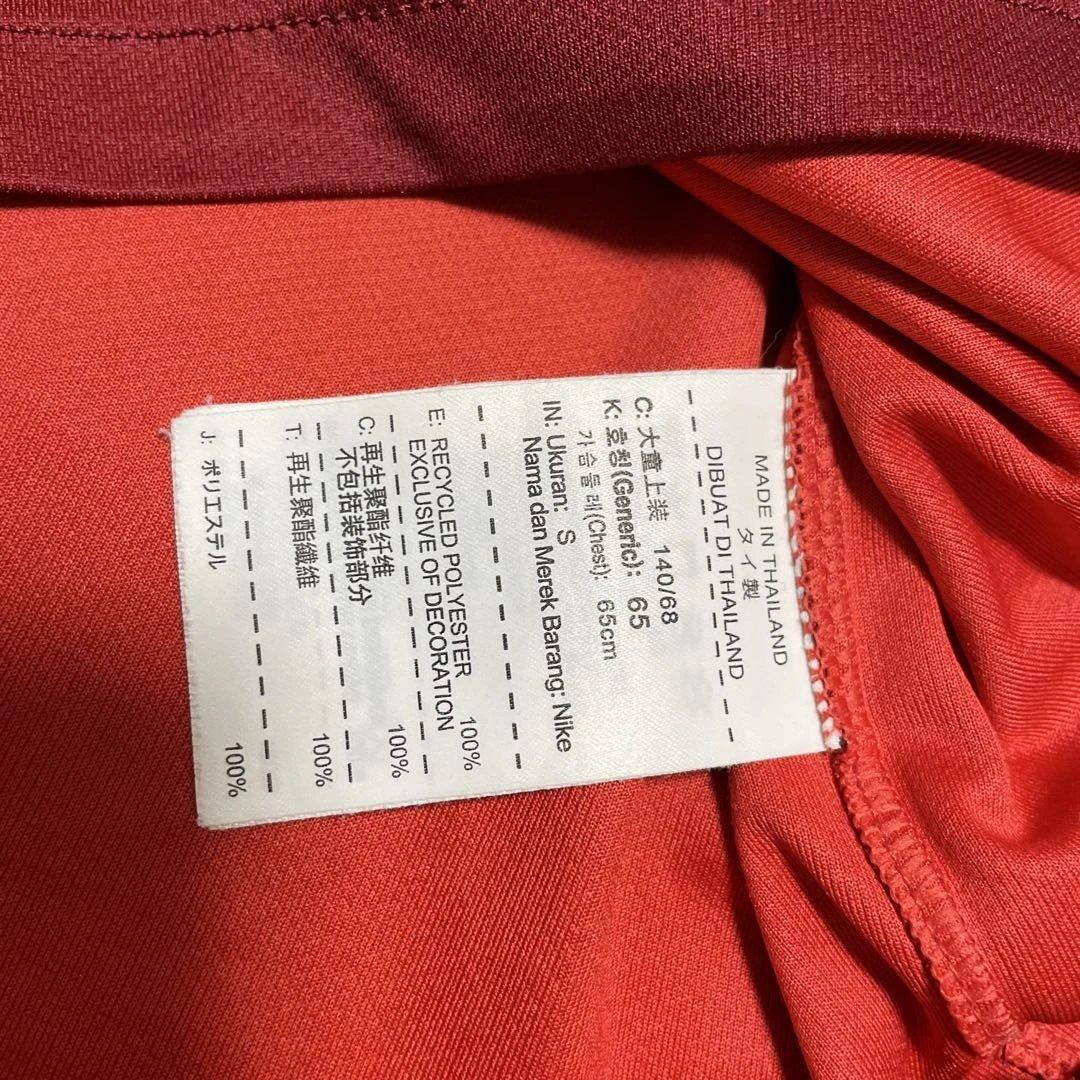 MADE IN THAILAND
タイ製
DIBUAT DI THAILAND
C: 大童上装 140/68
K: 호칭(Generic): 65
가슴둘레(Chest): 65cm
IN: Ukuran: S
Nama dan Merek Barang: Nike
E: RECYCLED POLYESTER 100%
EXCLUSIVE OF DECORATION
C: 再生聚酯纤维 100%
不包括装饰部分
T: 再生聚酯纖維 100%
J: ポリエステル 100%